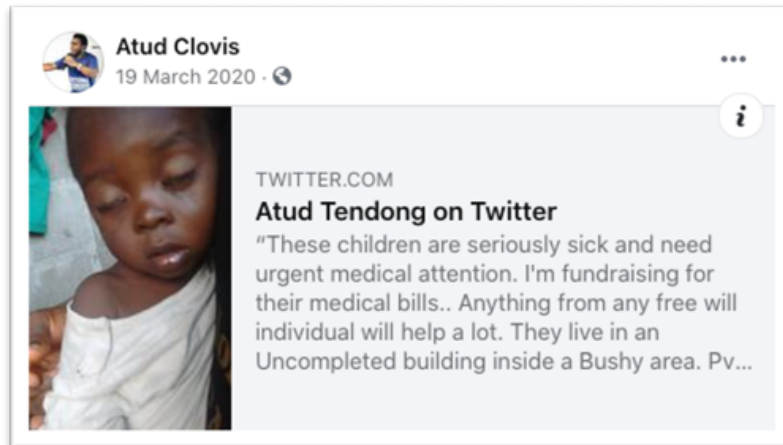 Atud Clovis
19 March 2020 ·
TWITTER.COM
Atud Tendong on Twitter
"These children are seriously sick and need
urgent medical attention. I'm fundraising for
their medical bills.. Anything from any free will
individual will help a lot. They live in an
Uncompleted building inside a Bushy area. Pv...